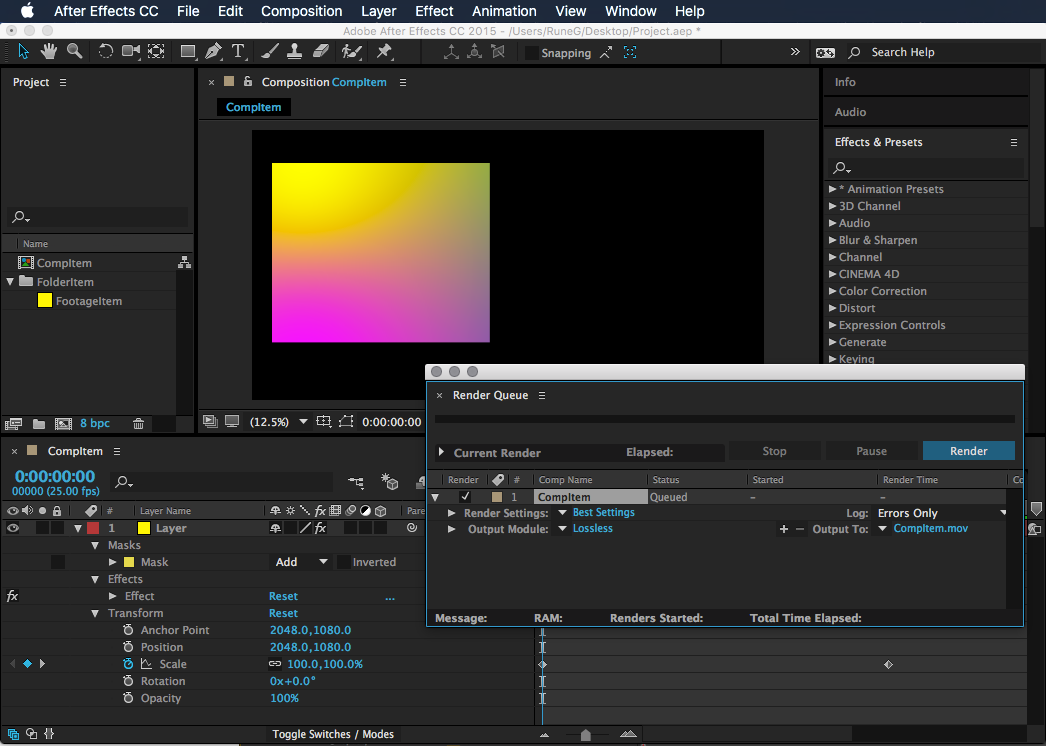 After Effects CC File Edit Composition Layer Effect Animation View Window Help
Adobe After Effects CC 2015 - /Users/RuneG/Desktop/Project.aep *
T Snapping Search Help
Project
Composition CompItem
CompItem
Info
Audio
Effects & Presets
* Animation Presets
3D Channel
Audio
Blur & Sharpen
Channel
CINEMA 4D
Color Correction
Distort
Expression Controls
Generate
Keying
Name
CompItem
FolderItem
FootageItem
8 bpc
(12.5%) 0:00:00:00
Render Queue
Current Render Elapsed: Stop Pause Render
Render # Comp Name Status Started Render Time Co
1 CompItem Queued – –
Render Settings: Best Settings Log: Errors Only
Output Module: Lossless + – Output To: CompItem.mov
Message: RAM: Renders Started: Total Time Elapsed:
CompItem
0:00:00:00
00000 (25.00 fps)
# Layer Name fx Pare
1 Layer fx
Masks
Mask Add Inverted
Effects
fx Effect Reset ...
Transform Reset
Anchor Point 2048.0,1080.0
Position 2048.0,1080.0
Scale 100.0,100.0%
Rotation 0x+0.0°
Opacity 100%
Toggle Switches / Modes